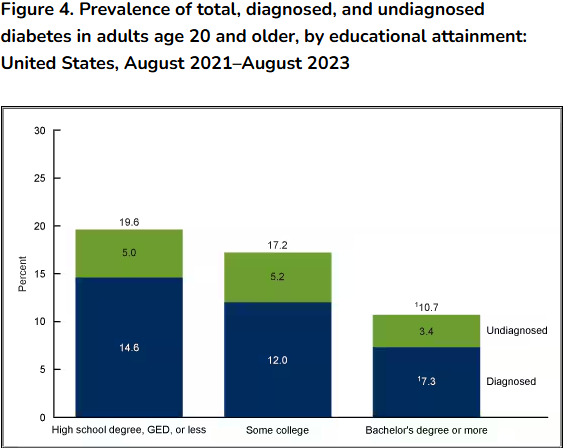 Figure 4. Prevalence of total, diagnosed, and undiagnosed
diabetes in adults age 20 and older, by educational attainment:
United States, August 2021–August 2023
30
25
20
15
10
5
0
Percent
19.6
5.0
14.6
17.2
5.2
12.0
¹10.7
3.4
¹7.3
Undiagnosed
Diagnosed
High school degree, GED, or less
Some college
Bachelor's degree or more